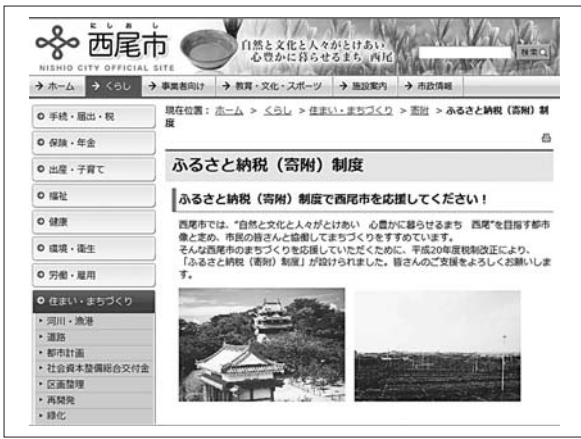 にしおし
西尾市
NISHIO CITY OFFICIAL SITE
自然と文化と人々がとけあい
心豊かに暮らせるまち 西尾
検索
ホーム
くらし
事業者向け
教育・文化・スポーツ
施設案内
市政情報
手続・届出・税
保険・年金
出産・子育て
福祉
健康
環境・衛生
労働・雇用
住まい・まちづくり
河川・漁港
道路
都市計画
社会資本整備総合交付金
区画整理
再開発
緑化
現在位置: ホーム > くらし > 住まい・まちづくり > 寄附 > ふるさと納税(寄附)制
度
ふるさと納税(寄附)制度
ふるさと納税(寄附)制度で西尾市を応援してください!
西尾市では、“自然と文化と人々がとけあい 心豊かに暮らせるまち 西尾”を目指す都市
像と定め、市民の皆さんと協働してまちづくりをすすめています。
そんな西尾市のまちづくりを応援していただくために、平成20年度税制改正により、
「ふるさと納税(寄附)制度」が設けられました。皆さんのご支援をよろしくお願いしま
す。